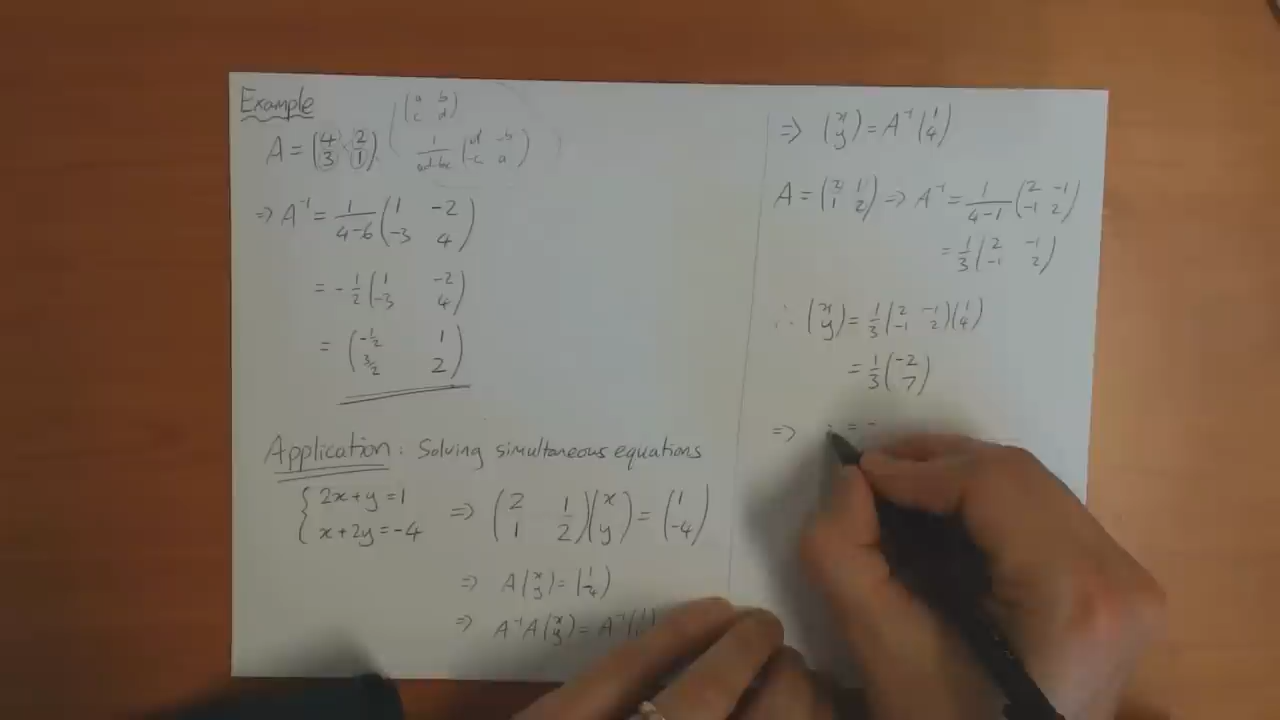 Example
(a b
c d)
A = (4 2
3 1)
1/(ad-bc) (d -b
-c a)
⇒ A⁻¹ = 1/(4-6) (1 -2
-3 4)
= -1/2 (1 -2
-3 4)
= (-1/2 1
3/2 2)
Application: Solving simultaneous equations
{ 2x+y=1
x+2y=-4
⇒ (2 1
1 2)(x
y) = (1
-4)
⇒ A(x
y) = (1
-4)
⇒ A⁻¹A(x
y) = A⁻¹(1
⇒ (x
y) = A⁻¹(1
4)
A = (2 1
1 2) ⇒ A⁻¹ = 1/(4-1) (2 -1
-1 2)
= 1/3 (2 -1
-1 2)
∴ (x
y) = 1/3 (2 -1
-1 2)(1
4)
= 1/3 (-2
7)
⇒ = -